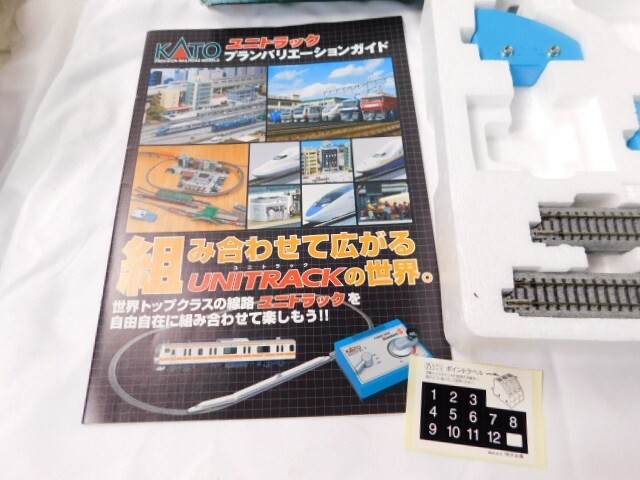 KATO
PRECISION RAILROAD MODELS
ユニトラック
プランバリエーションガイド
組み合わせて広がる
ユニトラック
UNITRACKの世界。
世界トップクラスの線路ユニトラックを
自由自在に組み合わせて楽しもう!!
KATO
ポイントラベル
1 2 3
4 5 6 7 8
9 10 11 12